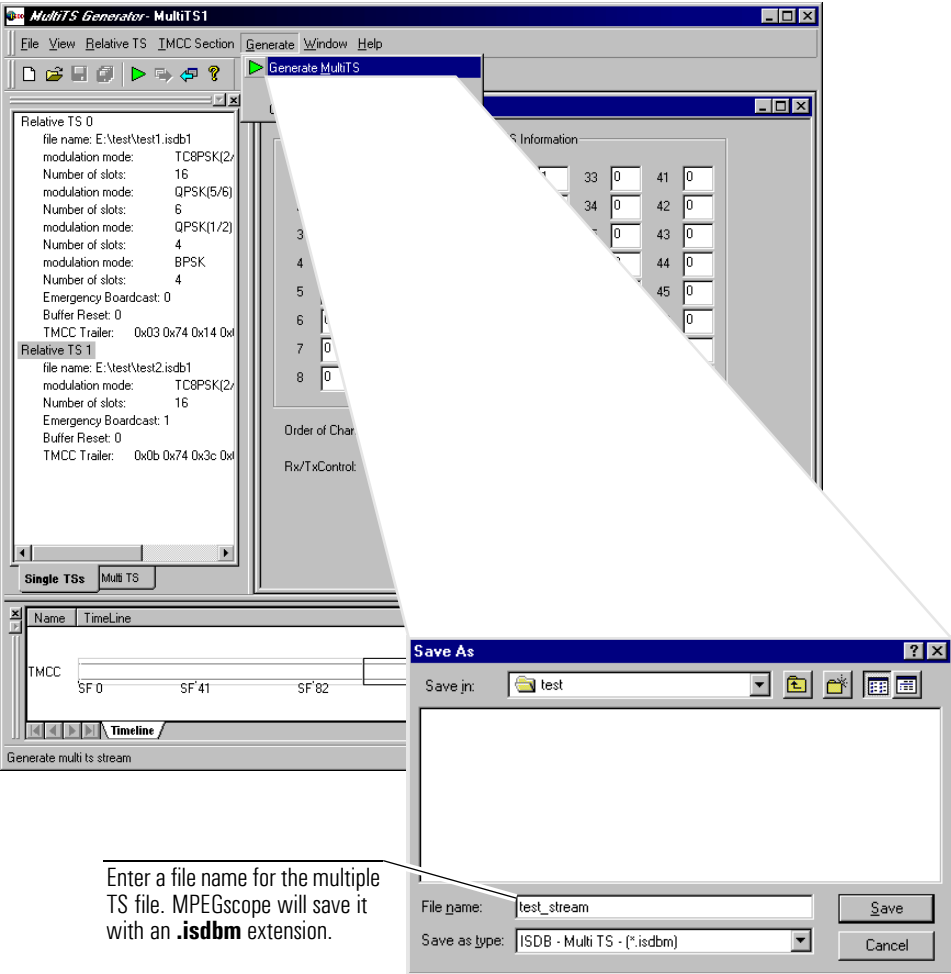 MultiTS Generator - MultiTS1
File View Relative TS TMCC Section Generate Window Help
Generate MultiTS
Relative TS 0
file name: E:\test\test1.isdb1
modulation mode: TC8PSK(2/
Number of slots: 16
modulation mode: QPSK(5/6)
Number of slots: 6
modulation mode: QPSK(1/2)
Number of slots: 4
modulation mode: BPSK
Number of slots: 4
Emergency Boardcast: 0
Buffer Reset: 0
TMCC Trailer: 0x03 0x74 0x14 0x
Relative TS 1
file name: E:\test\test2.isdb1
modulation mode: TC8PSK(2/
Number of slots: 16
Emergency Boardcast: 1
Buffer Reset: 0
TMCC Trailer: 0x0b 0x74 0x3c 0x
Single TSs Multi TS
S Information
33 0 41 0
34 0 42 0
3 0 43 0
4 44 0
5 45 0
6 0
7 0
8 0
Order of Char
Rx/TxControl:
Name TimeLine
TMCC
SF 0 SF 41 SF 82
Timeline
Generate multi ts stream
Save As
Save in: test
File name: test_stream Save
Save as type: ISDB - Multi TS - (*.isdbm) Cancel
Enter a file name for the multiple
TS file. MPEGscope will save it
with an .isdbm extension.